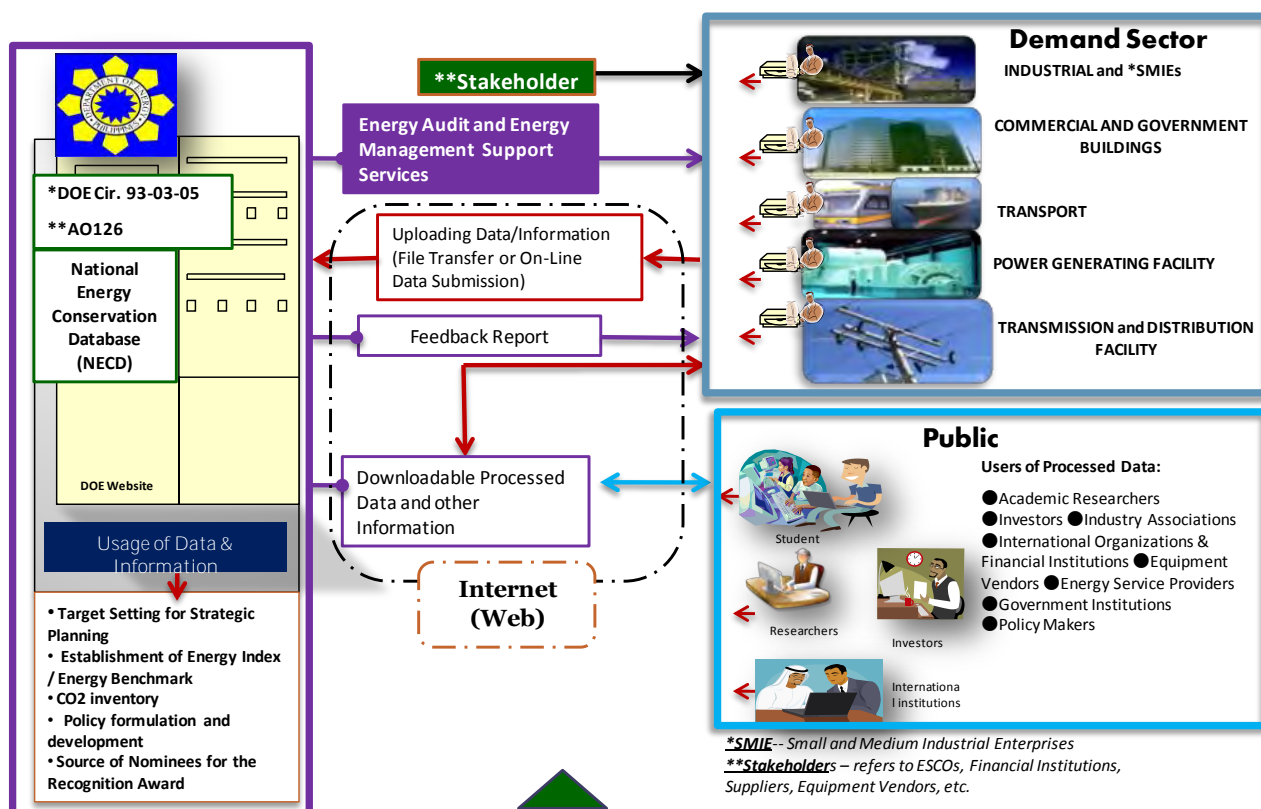 DEPARTMENT OF ENERGY
PHILIPPINES
*DOE Cir. 93-03-05
**AO126
National
Energy
Conservation
Database
(NECD)
DOE Website
Usage of Data &
Information
• Target Setting for Strategic
Planning
• Establishment of Energy Index
/ Energy Benchmark
• CO2 inventory
• Policy formulation and
development
• Source of Nominees for the
Recognition Award
**Stakeholder
Energy Audit and Energy
Management Support
Services
Uploading Data/Information
(File Transfer or On-Line
Data Submission)
Feedback Report
Downloadable Processed
Data and other
Information
Internet
(Web)
Demand Sector
INDUSTRIAL and *SMIEs
COMMERCIAL AND GOVERNMENT
BUILDINGS
TRANSPORT
POWER GENERATING FACILITY
TRANSMISSION and DISTRIBUTION
FACILITY
Public
Student
Researchers
Investors
Internationa
l institutions
Users of Processed Data:
●Academic Researchers
●Investors ●Industry Associations
●International Organizations &
Financial Institutions ●Equipment
Vendors ●Energy Service Providers
●Government Institutions
●Policy Makers
*SMIE-- Small and Medium Industrial Enterprises
**Stakeholders – refers to ESCOs, Financial Institutions,
Suppliers, Equipment Vendors, etc.